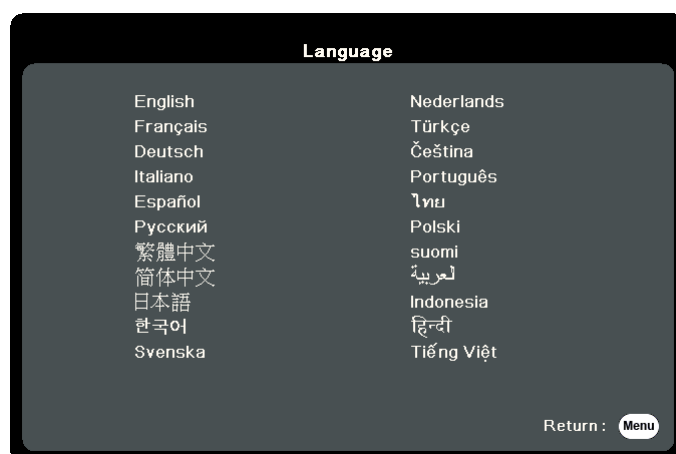 Language
English
Français
Deutsch
Italiano
Español
Русский
繁體中文
简体中文
日本語
한국어
Svenska
Nederlands
Türkçe
Čeština
Português
ไทย
Polski
suomi
العربية
Indonesia
हिन्दी
Tiếng Việt
Return : Menu